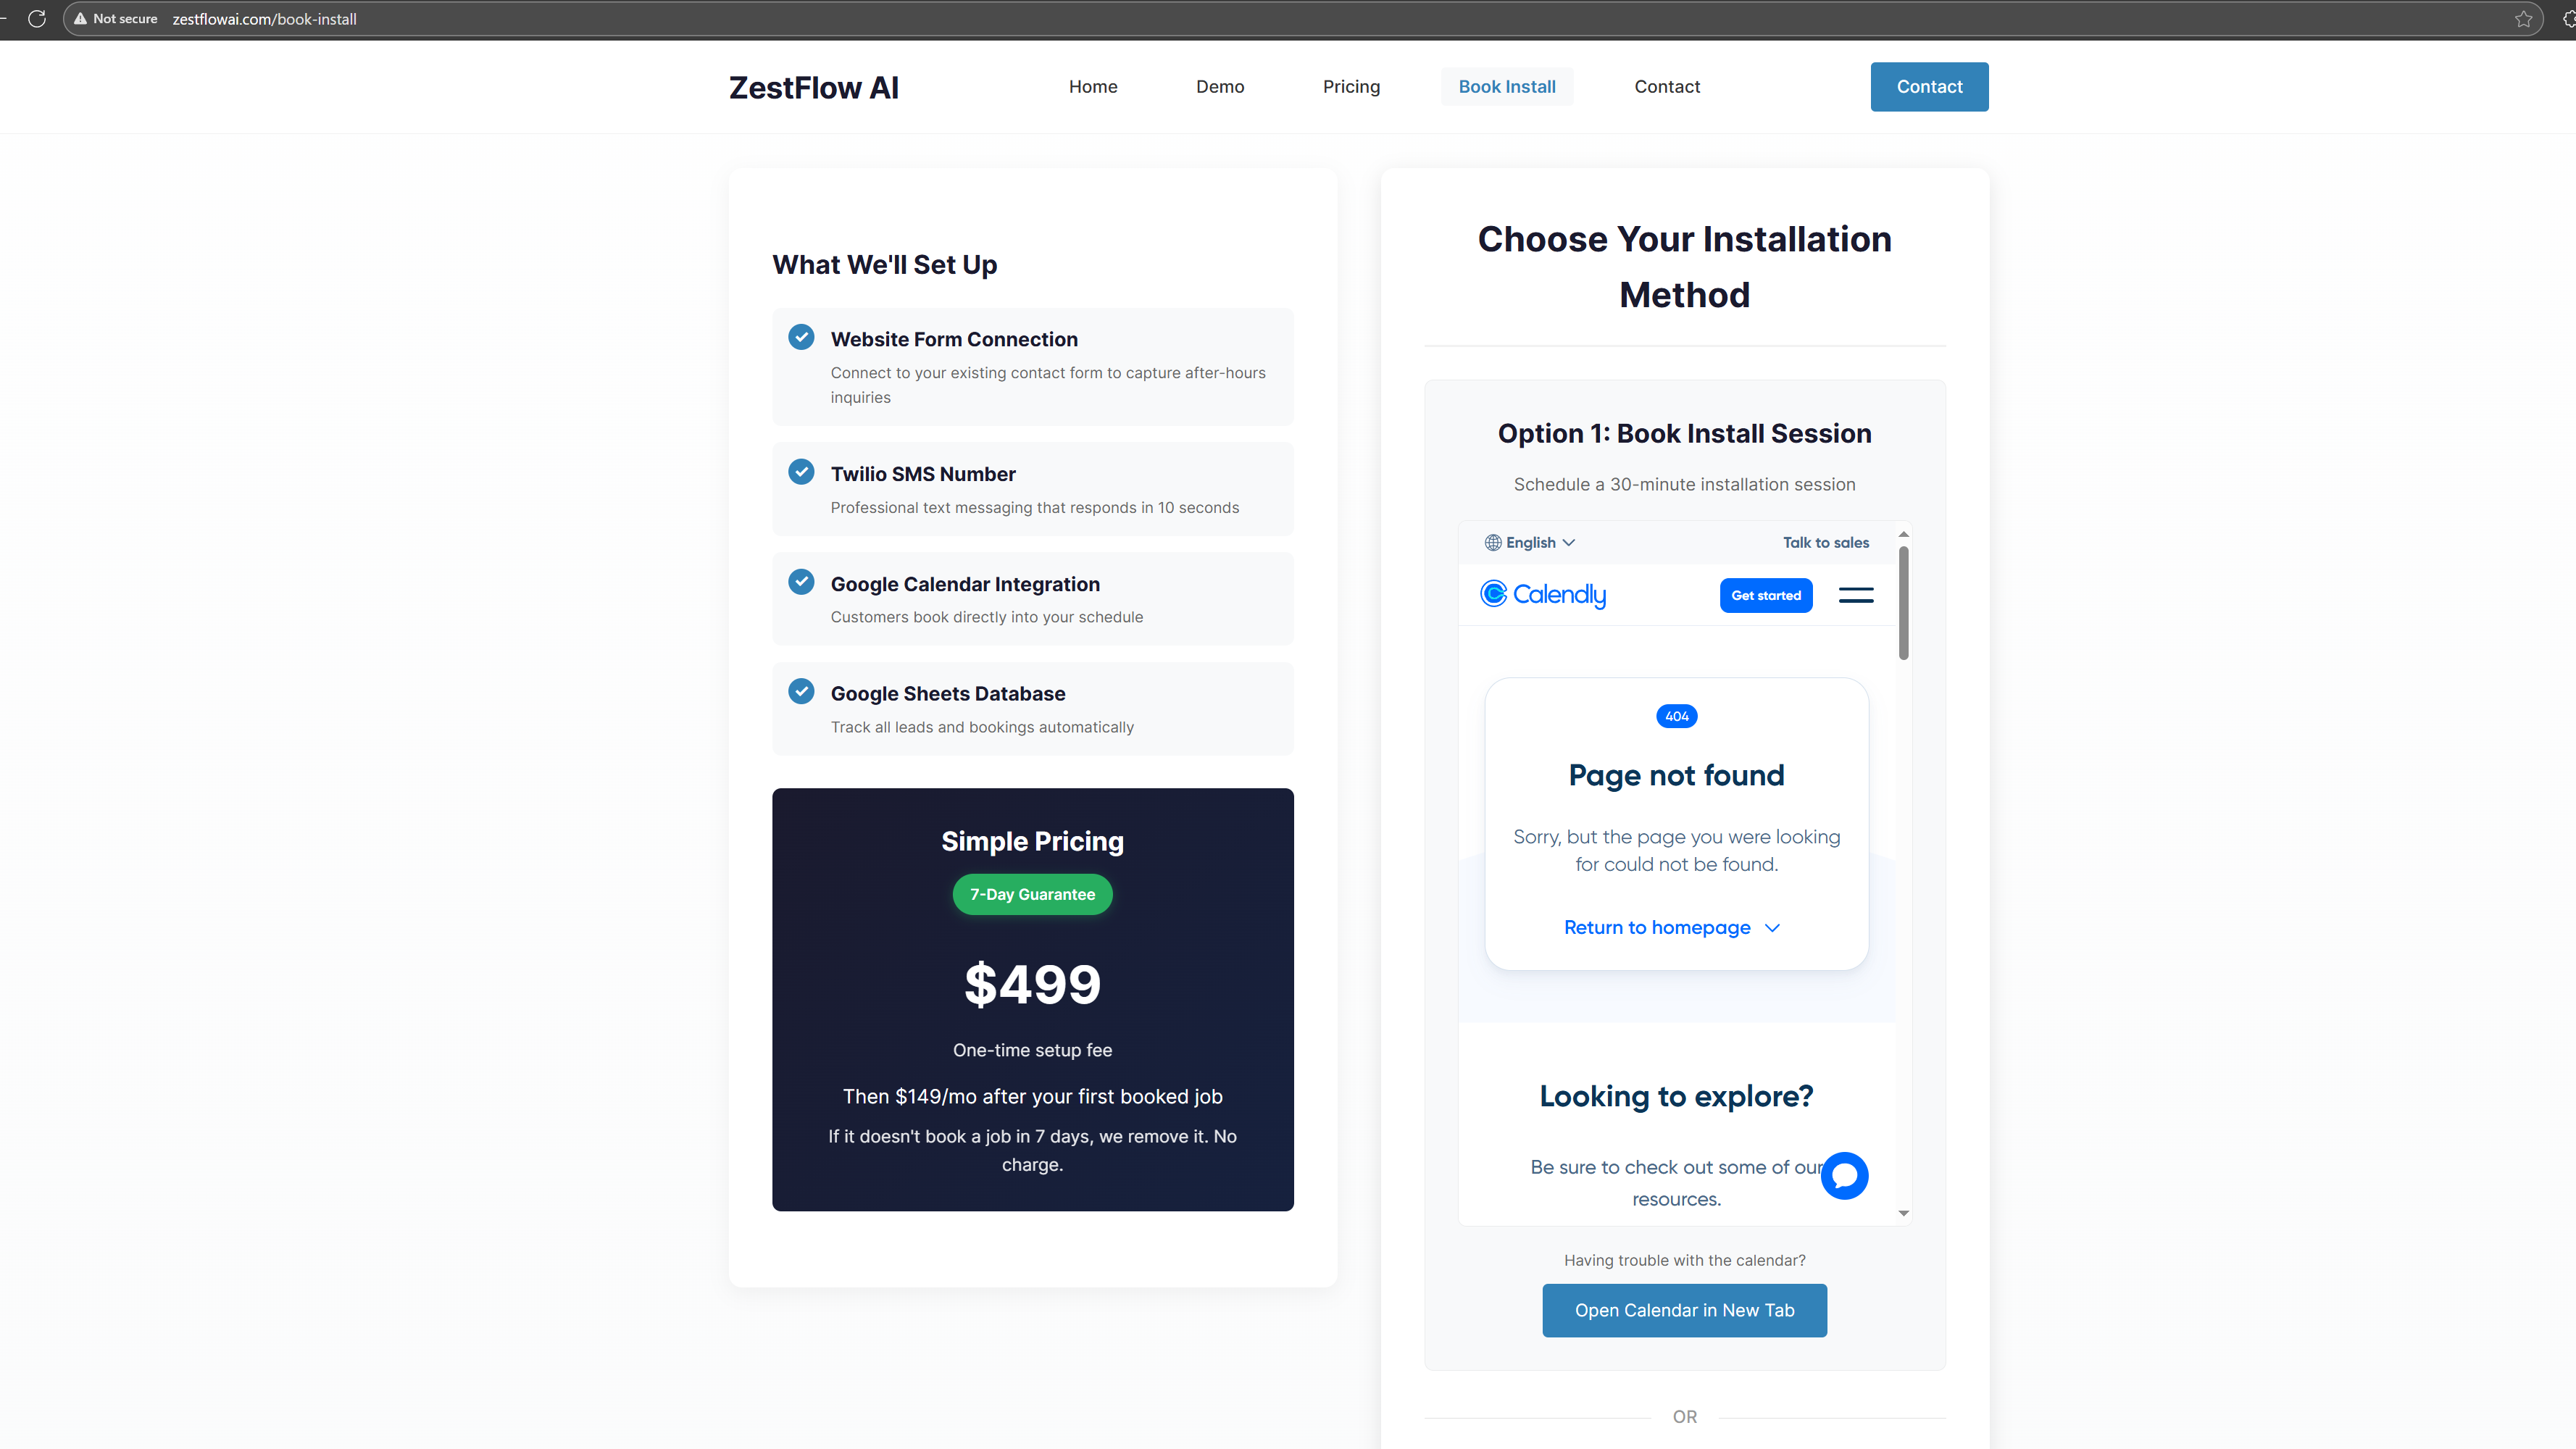 Not secure
zestflowai.com/book-install
ZestFlow AI
Home
Demo
Pricing
Book Install
Contact
Contact
What We'll Set Up
Website Form Connection
Connect to your existing contact form to capture after-hours
inquiries
Twilio SMS Number
Professional text messaging that responds in 10 seconds
Google Calendar Integration
Customers book directly into your schedule
Google Sheets Database
Track all leads and bookings automatically
Simple Pricing
7-Day Guarantee
$499
One-time setup fee
Then $149/mo after your first booked job
If it doesn't book a job in 7 days, we remove it. No
charge.
Choose Your Installation
Method
Option 1: Book Install Session
Schedule a 30-minute installation session
English
Talk to sales
Calendly
Get started
404
Page not found
Sorry, but the page you were looking
for could not be found.
Return to homepage
Looking to explore?
Be sure to check out some of our
resources.
Having trouble with the calendar?
Open Calendar in New Tab
OR